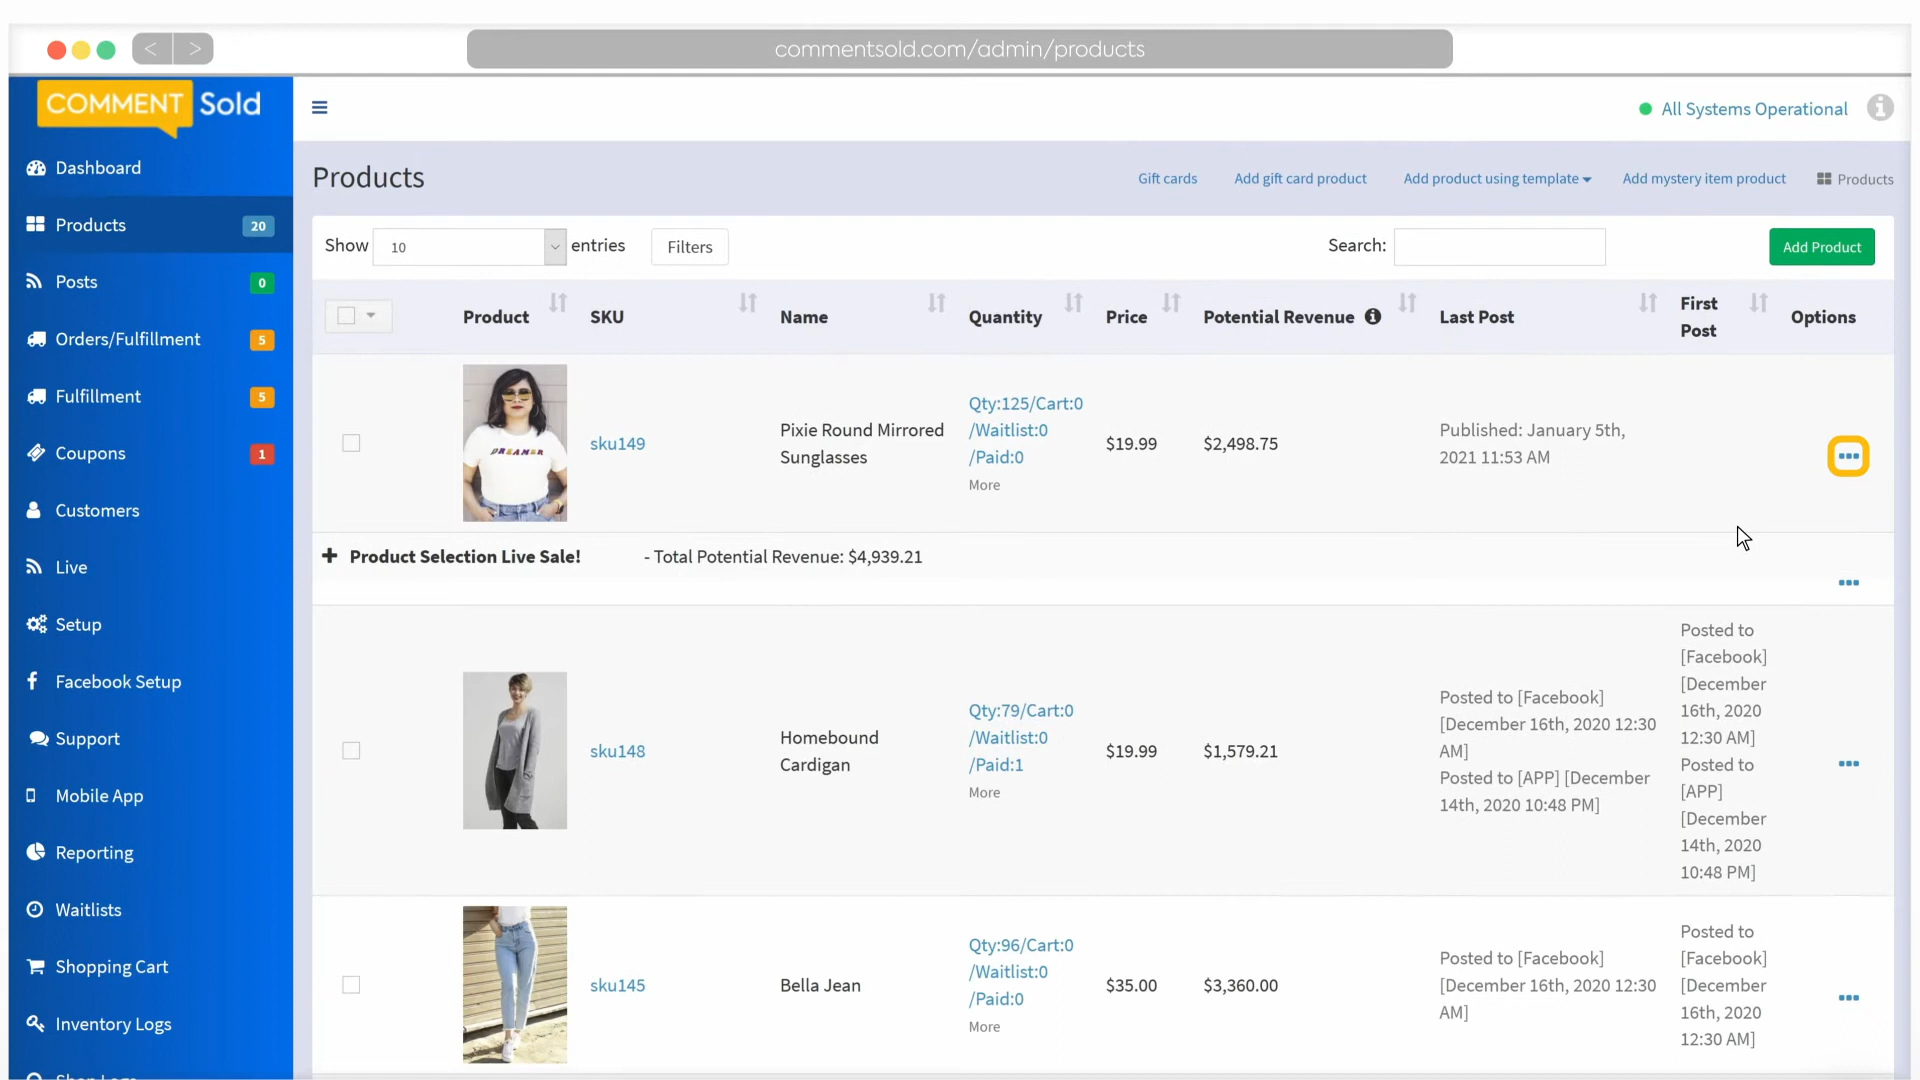 commentsold.com/admin/products
COMMENT Sold
All Systems Operational
Dashboard
Products 20
Posts 0
Orders/Fulfillment 5
Fulfillment 5
Coupons 1
Customers
Live
Setup
Facebook Setup
Support
Mobile App
Reporting
Waitlists
Shopping Cart
Inventory Logs
Products
Gift cards
Add gift card product
Add product using template
Add mystery item product
Products
Show 10 entries
Filters
Search:
Add Product
Product
SKU
Name
Quantity
Price
Potential Revenue
Last Post
First
Post
Options
DREAMER
sku149
Pixie Round Mirrored
Sunglasses
Qty:125/Cart:0
/Waitlist:0
/Paid:0
More
$19.99
$2,498.75
Published: January 5th,
2021 11:53 AM
Product Selection Live Sale! - Total Potential Revenue: $4,939.21
sku148
Homebound
Cardigan
Qty:79/Cart:0
/Waitlist:0
/Paid:1
More
$19.99
$1,579.21
Posted to [Facebook]
[December 16th, 2020 12:30
AM]
Posted to [APP] [December
14th, 2020 10:48 PM]
Posted to
[Facebook]
[December
16th, 2020
12:30 AM]
Posted to
[APP]
[December
14th, 2020
10:48 PM]
sku145
Bella Jean
Qty:96/Cart:0
/Waitlist:0
/Paid:0
More
$35.00
$3,360.00
Posted to [Facebook]
[December 16th, 2020 12:30
AM]
Posted to
[Facebook]
[December
16th, 2020
12:30 AM]